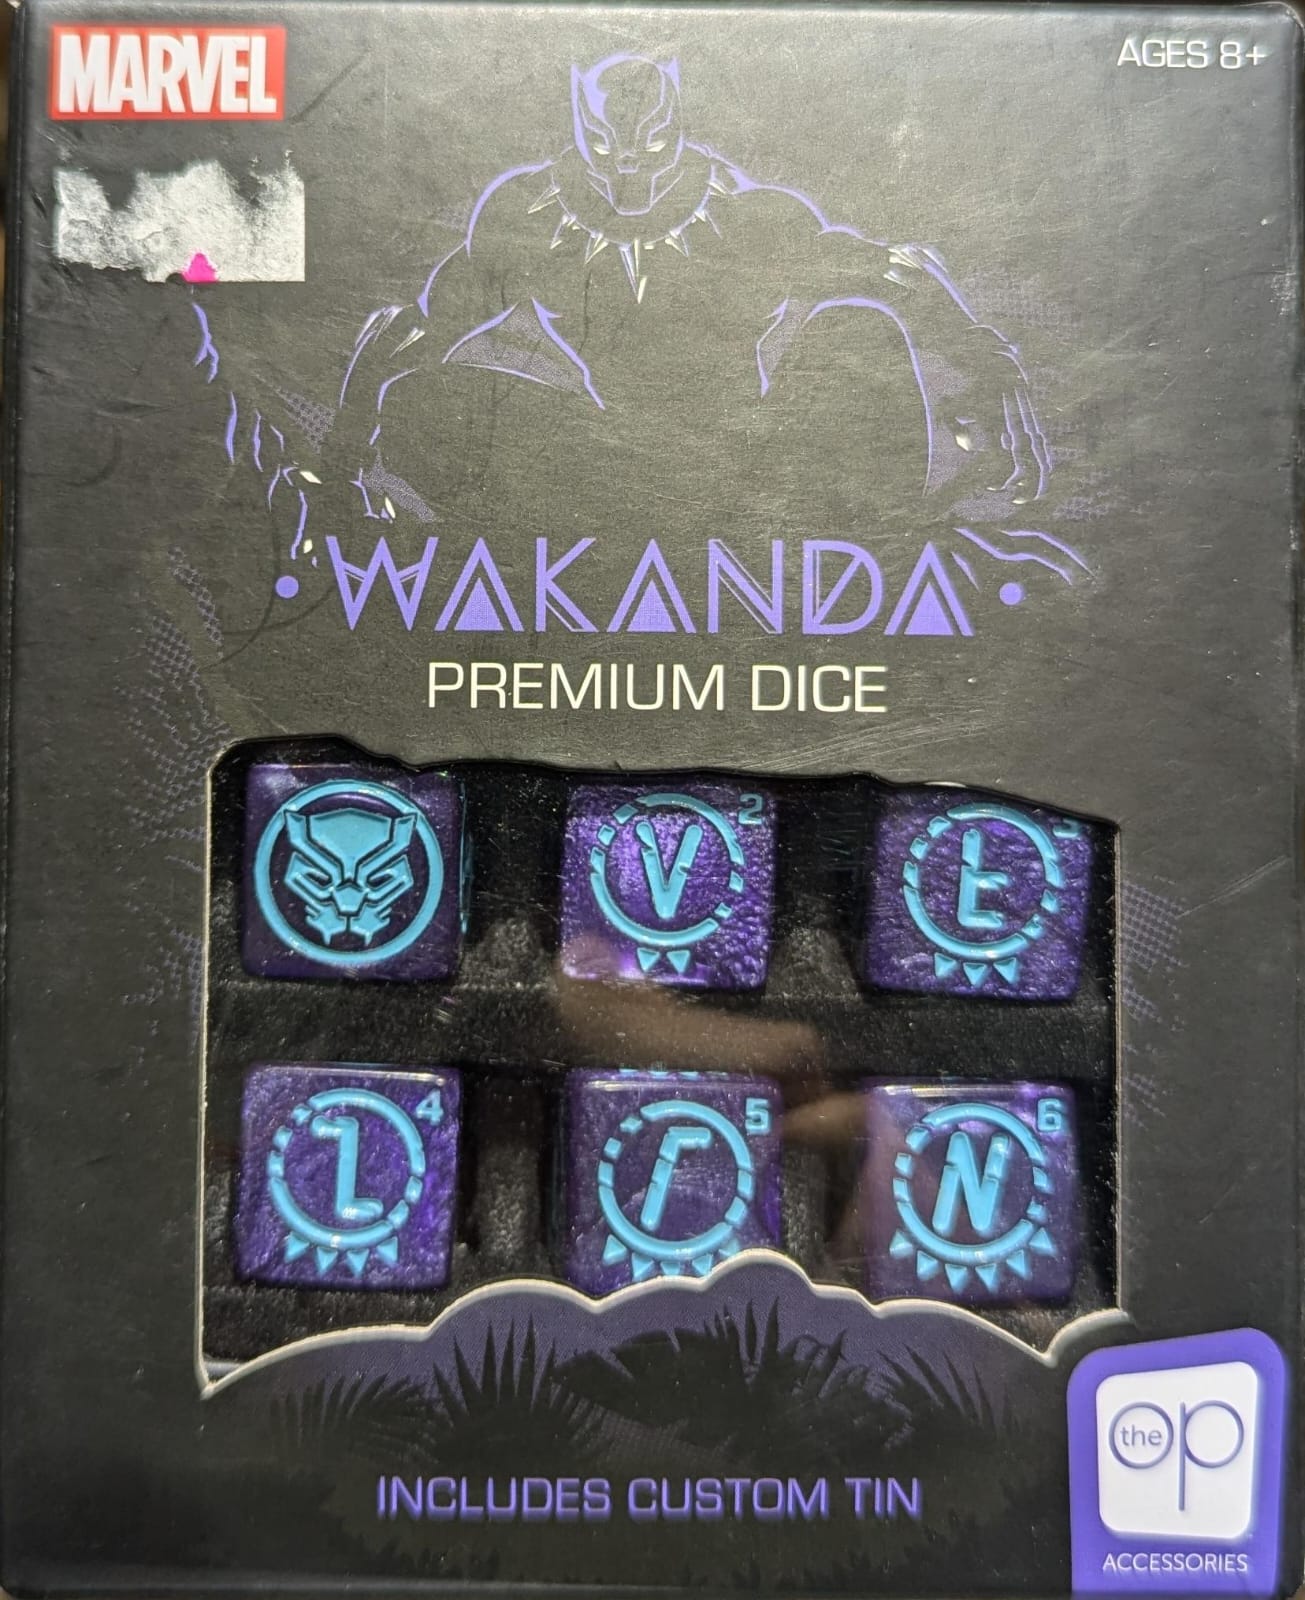 MARVEL
AGES 8+
WAKANDA
PREMIUM DICE
2
4
5
6
INCLUDES CUSTOM TIN
the op
ACCESSORIES